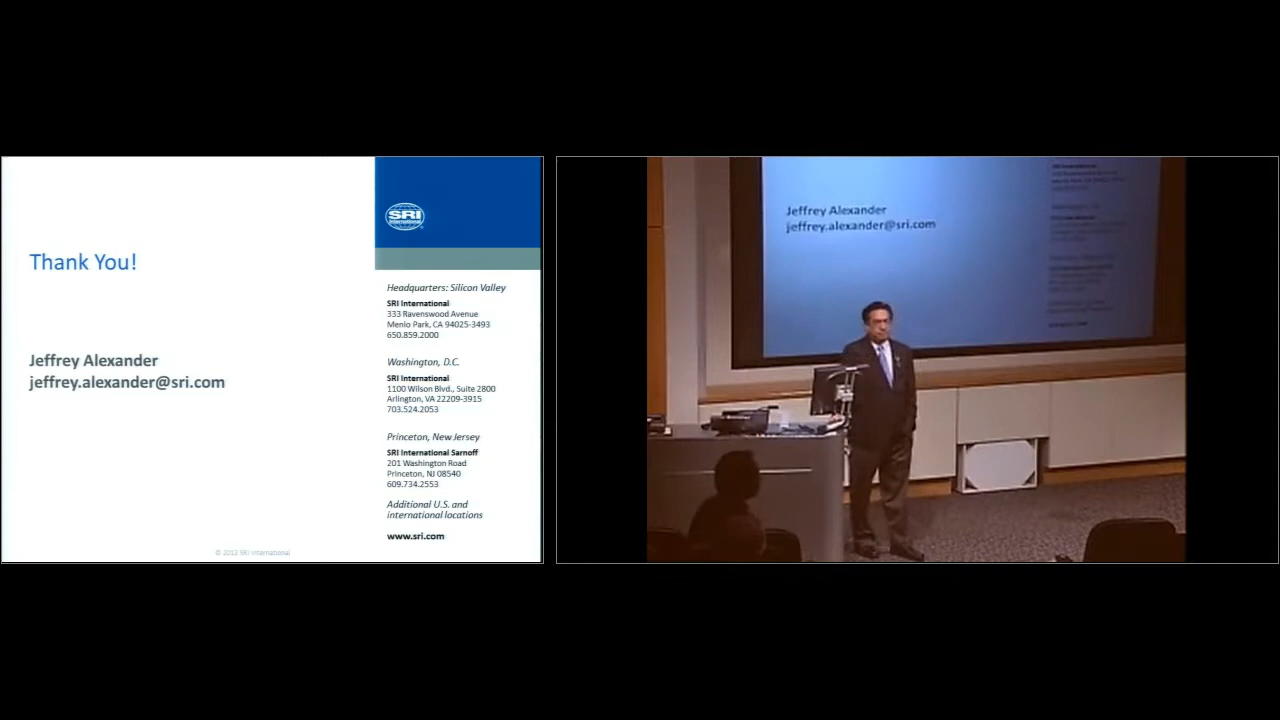 SRI
International
Thank You!
Jeffrey Alexander
jeffrey.alexander@sri.com
Headquarters: Silicon Valley
SRI International
333 Ravenswood Avenue
Menlo Park, CA 94025-3493
650.859.2000
Washington, D.C.
SRI International
1100 Wilson Blvd., Suite 2800
Arlington, VA 22209-3915
703.524.2053
Princeton, New Jersey
SRI International Sarnoff
201 Washington Road
Princeton, NJ 08540
609.734.2553
Additional U.S. and
international locations
www.sri.com
© 2012 SRI International
Jeffrey Alexander
jeffrey.alexander@sri.com